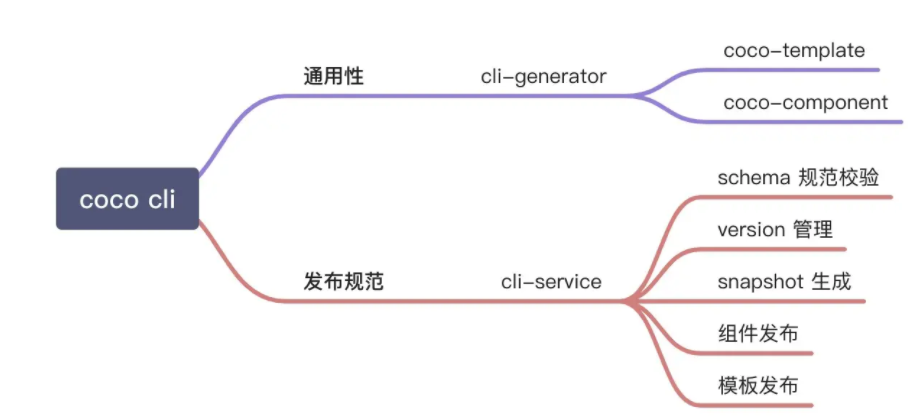 coco cli
通用性
cli-generator
coco-template
coco-component
发布规范
cli-service
schema 规范校验
version 管理
snapshot 生成
组件发布
模板发布